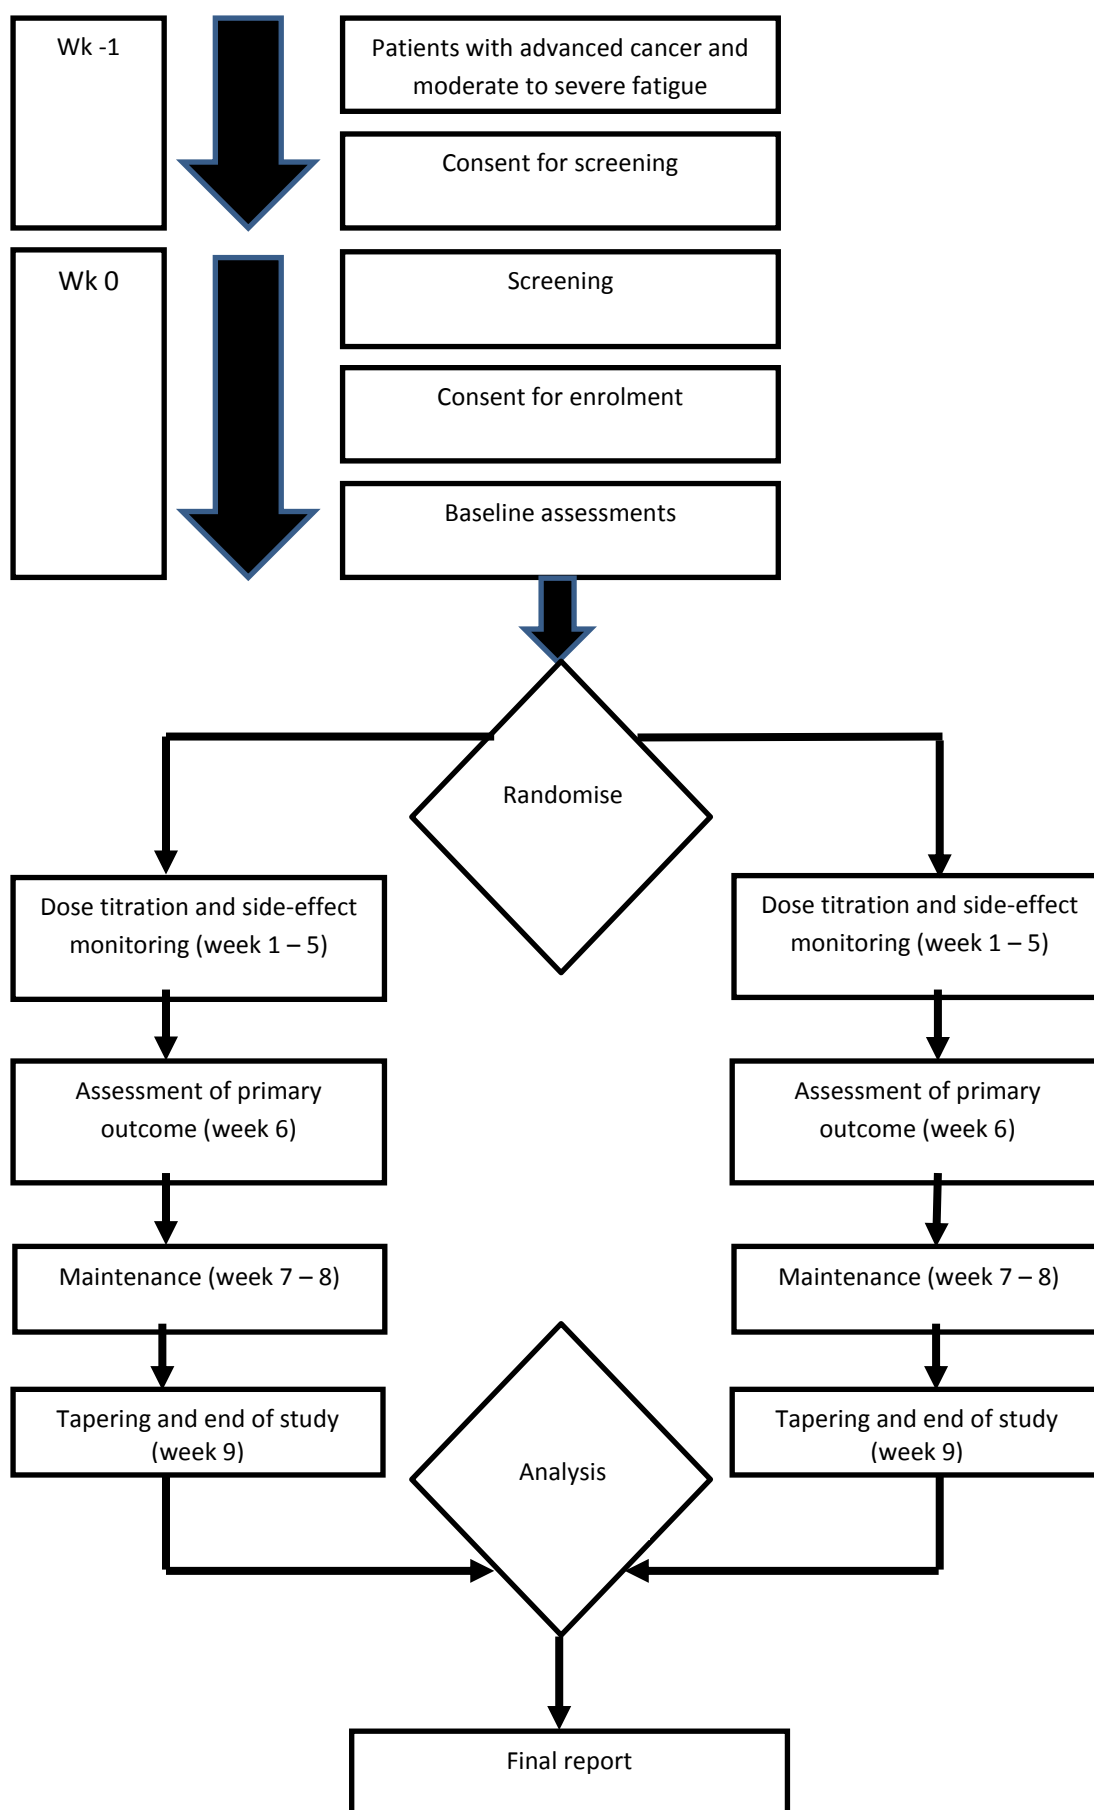 Wk -1
Patients with advanced cancer and
moderate to severe fatigue
Consent for screening
Wk 0
Screening
Consent for enrolment
Baseline assessments
Randomise
Dose titration and side-effect
monitoring (week 1 – 5)
Dose titration and side-effect
monitoring (week 1 – 5)
Assessment of primary
outcome (week 6)
Assessment of primary
outcome (week 6)
Maintenance (week 7 – 8)
Maintenance (week 7 – 8)
Tapering and end of study
(week 9)
Tapering and end of study
(week 9)
Analysis
Final report